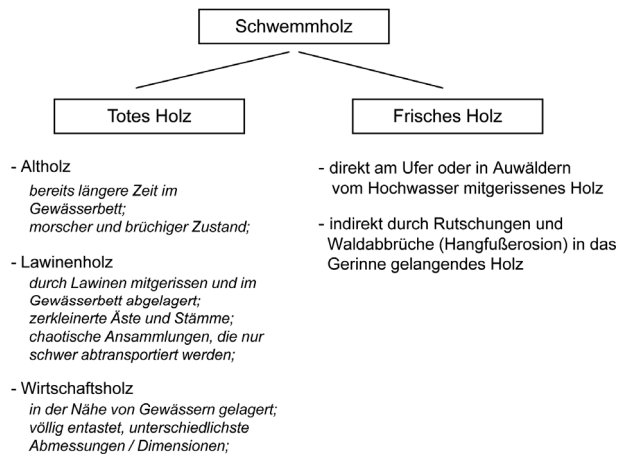 Schwemmholz
Totes Holz
Frisches Holz
- Altholz
bereits längere Zeit im
Gewässerbett;
morscher und brüchiger Zustand;
- Lawinenholz
durch Lawinen mitgerissen und im
Gewässerbett abgelagert;
zerkleinerte Äste und Stämme;
chaotische Ansammlungen, die nur
schwer abtransportiert werden;
- Wirtschaftsholz
in der Nähe von Gewässern gelagert;
völlig entastet, unterschiedlichste
Abmessungen / Dimensionen;
- direkt am Ufer oder in Auwäldern
vom Hochwasser mitgerissenes Holz
- indirekt durch Rutschungen und
Waldabbrüche (Hangfußerosion) in das
Gerinne gelangendes Holz